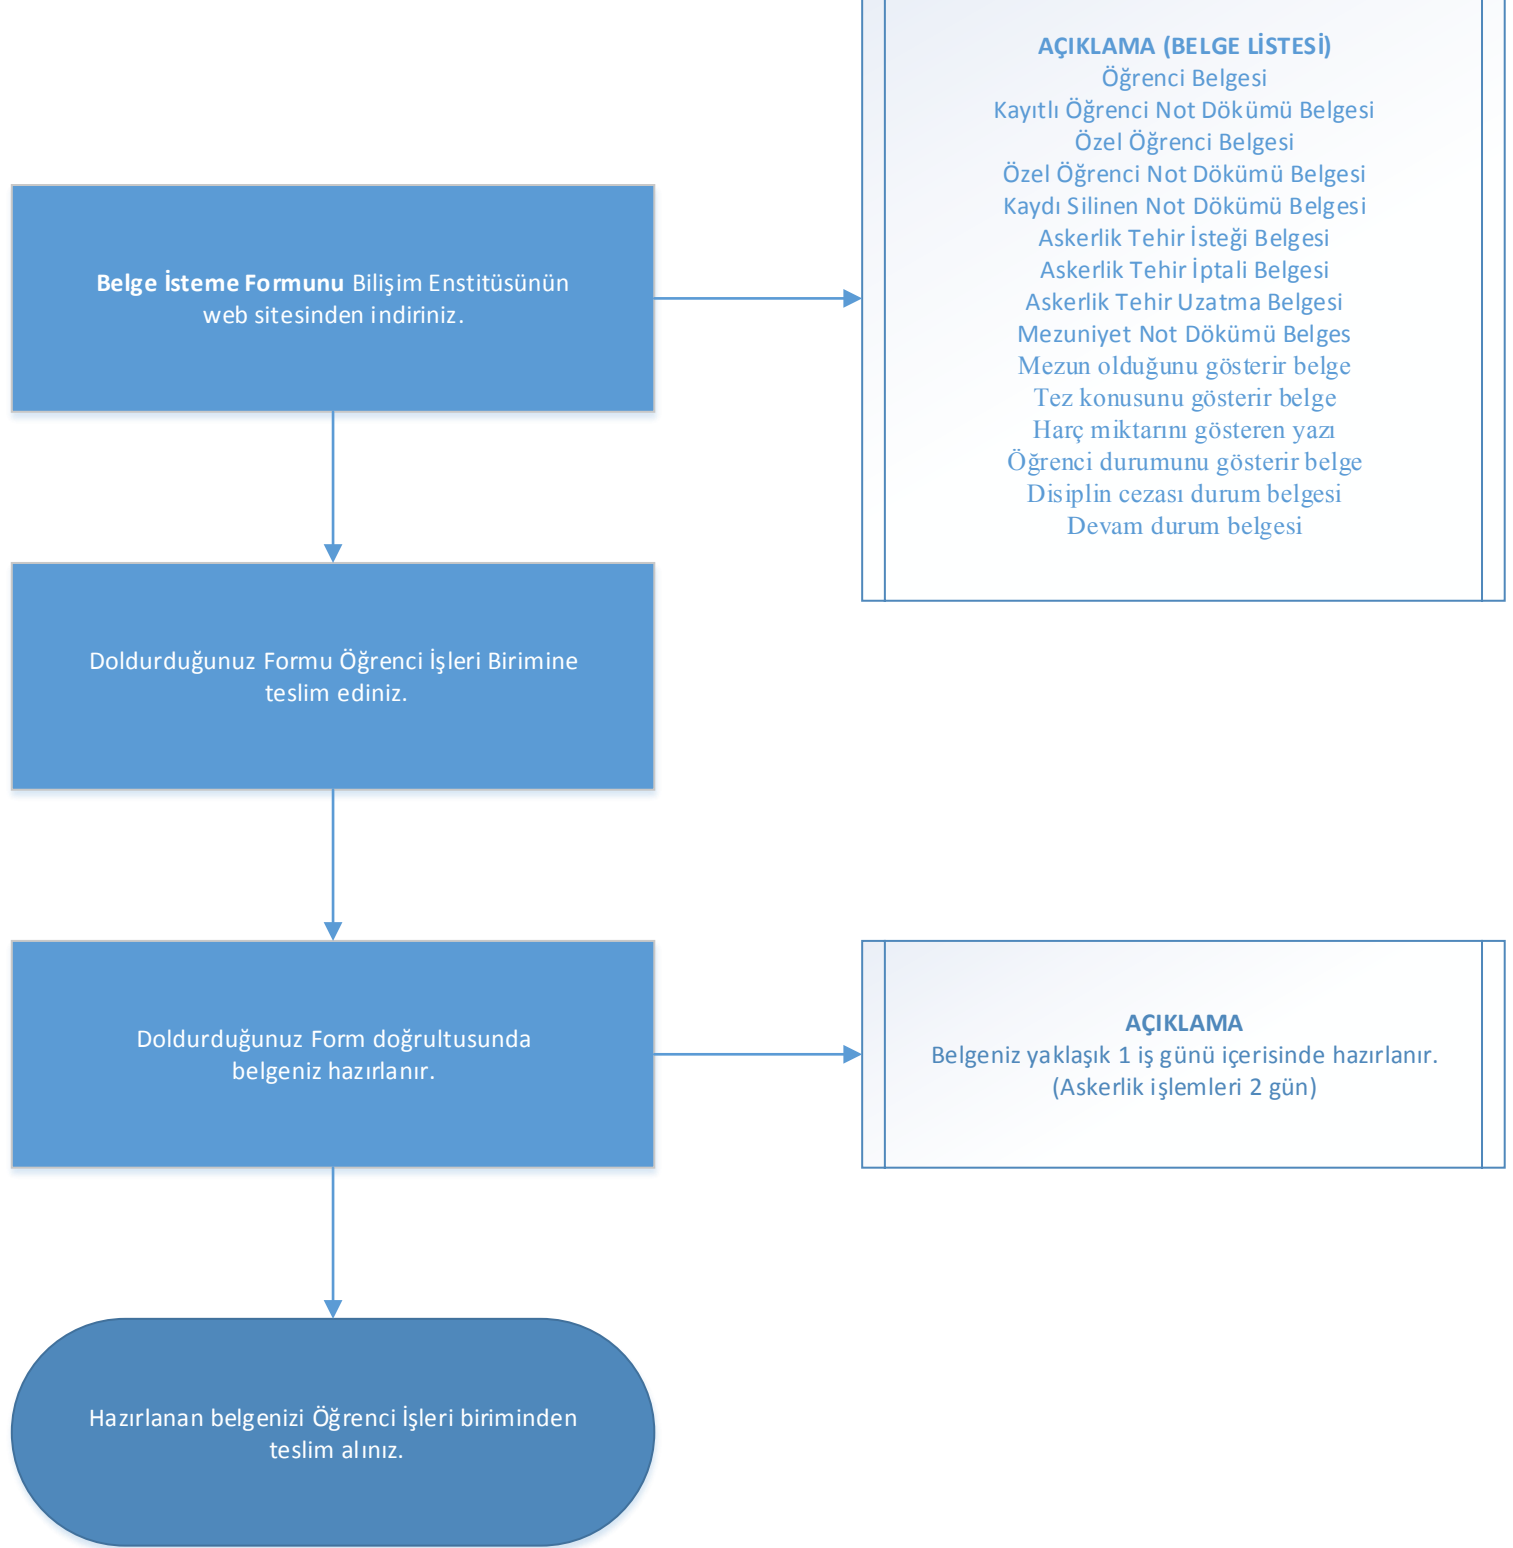 AÇIKLAMA (BELGE LİSTESİ)
Öğrenci Belgesi
Kayıtlı Öğrenci Not Dökümü Belgesi
Özel Öğrenci Belgesi
Özel Öğrenci Not Dökümü Belgesi
Kaydı Silinen Not Dökümü Belgesi
Askerlik Tehir İsteği Belgesi
Askerlik Tehir İptali Belgesi
Askerlik Tehir Uzatma Belgesi
Mezuniyet Not Dökümü Belges
Mezun olduğunu gösterir belge
Tez konusunu gösterir belge
Harç miktarını gösteren yazı
Öğrenci durumunu gösterir belge
Disiplin cezası durum belgesi
Devam durum belgesi
Belge İsteme Formunu Bilişim Enstitüsünün
web sitesinden indiriniz.
Doldurduğunuz Formu Öğrenci İşleri Birimine
teslim ediniz.
Doldurduğunuz Form doğrultusunda
belgeniz hazırlanır.
AÇIKLAMA
Belgeniz yaklaşık 1 iş günü içerisinde hazırlanır.
(Askerlik işlemleri 2 gün)
Hazırlanan belgenizi Öğrenci İşleri biriminden
teslim alınız.